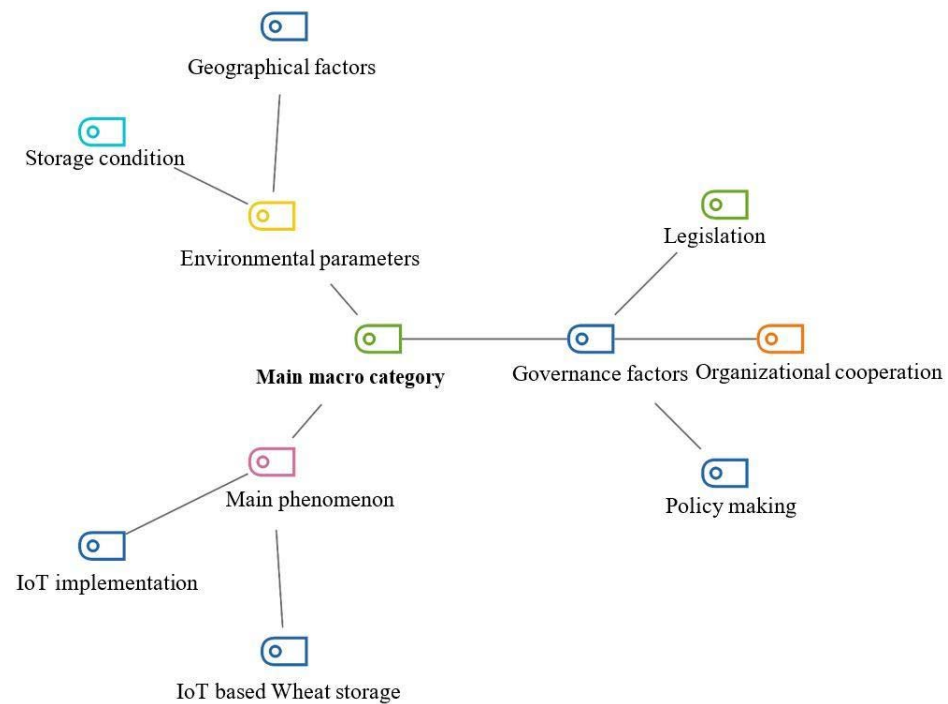 Geographical factors
Storage condition
Environmental parameters
Legislation
Main macro category
Governance factors
Organizational cooperation
Main phenomenon
Policy making
IoT implementation
IoT based Wheat storage